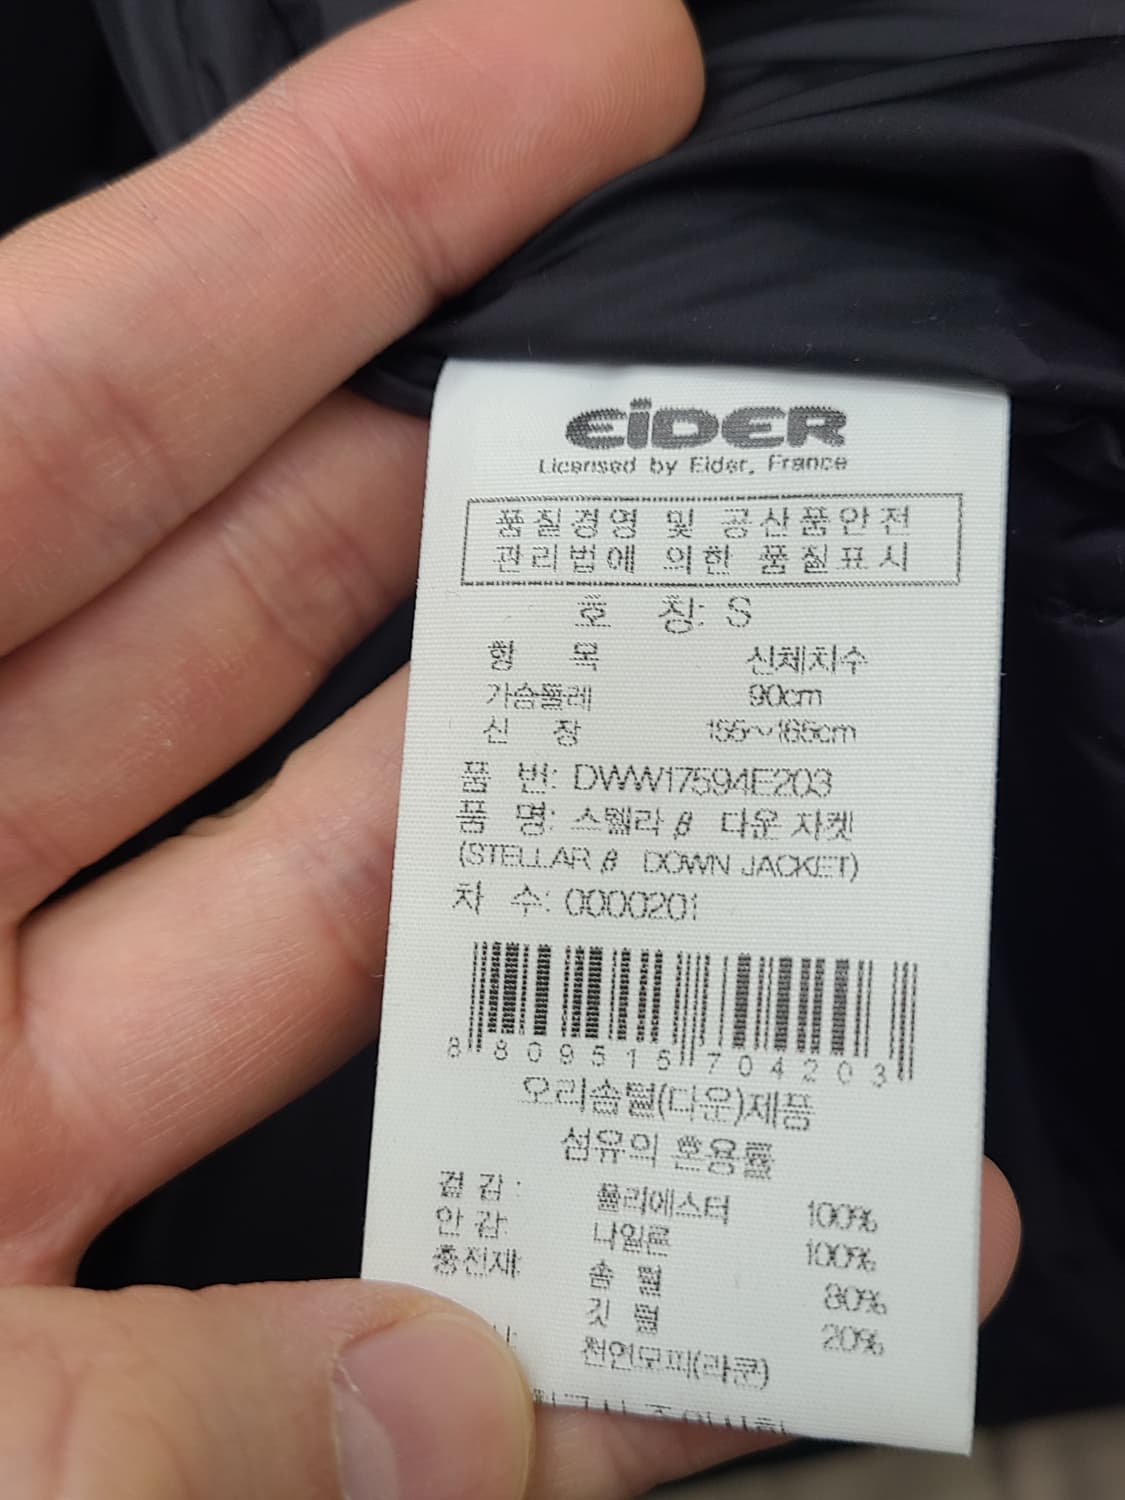 EiDER
Licensed by Eider, France
품질경영 및 공산품안전
관리법에 의한 품질표시
호 칭: S
항 목 신체치수
가슴둘레 90cm
신 장 155~165cm
품 번: DWW17594E203
품 명: 스텔라 β 다운 자켓
(STELLAR β DOWN JACKET)
차 수: 0000201
8 809515 704203
오리솜털(다운)제품
섬유의 혼용률
겉감: 폴리에스터 100%
안감: 나일론 100%
충전재: 솜털 80%
깃털 20%
천연모피(라쿤)